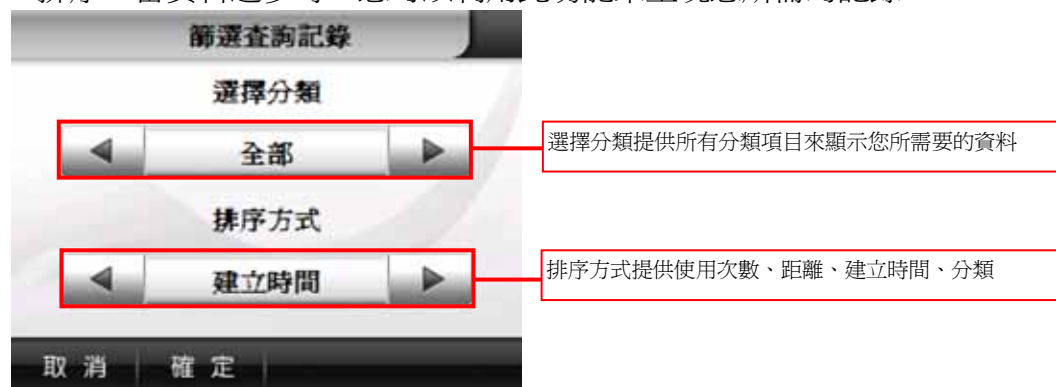 篩選查詢記錄
選擇分類
全部
選擇分類提供所有分類項目來顯示您所需要的資料
排序方式
建立時間
排序方式提供使用次數、距離、建立時間、分類
取 消 確 定